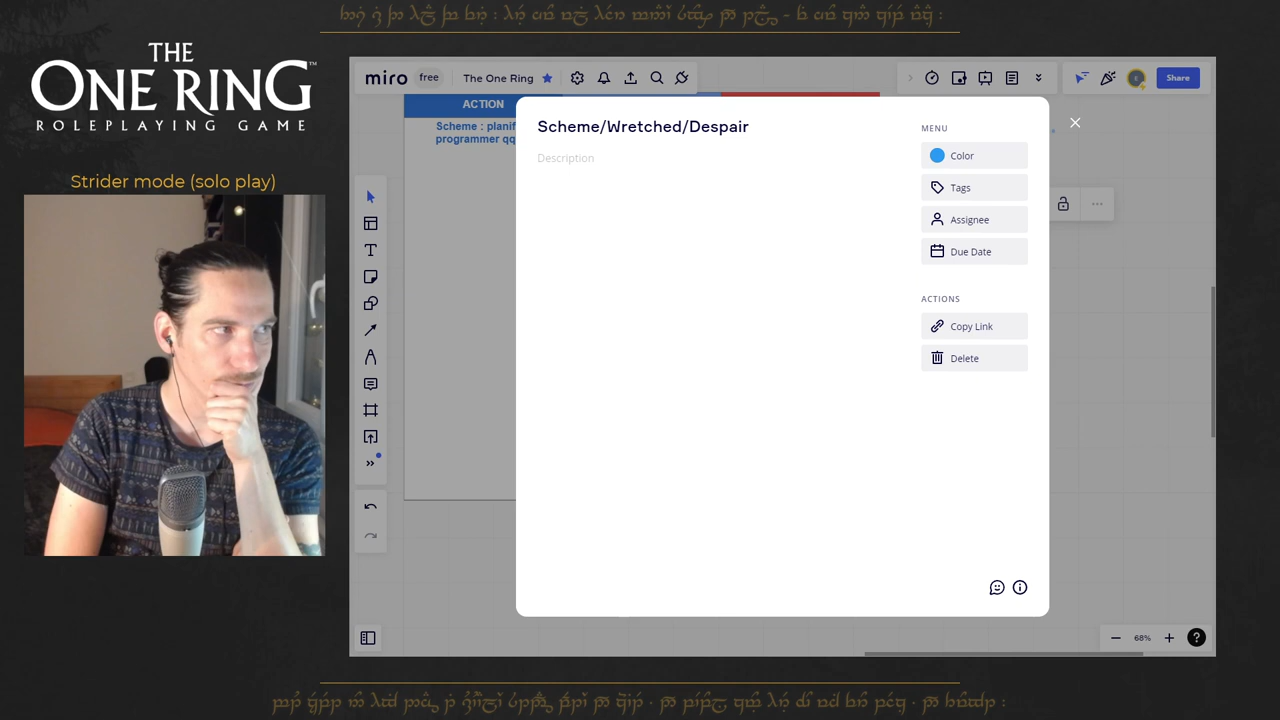 THE
ONE RING™
ROLEPLAYING GAME
Strider mode (solo play)
miro free The One Ring
Share
ACTION
Scheme : planif
programmer qq
Scheme/Wretched/Despair
Description
MENU
Color
Tags
Assignee
Due Date
ACTIONS
Copy Link
Delete
68%